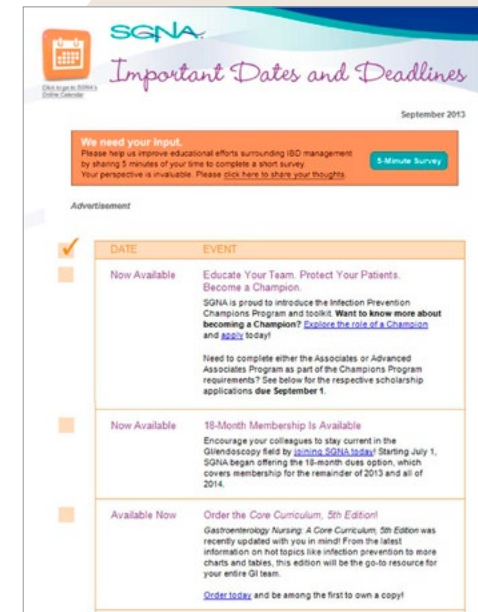 SGNA
Important Dates and Deadlines
Click to go to SGNA's
Online Calendar
September 2013
We need your input.
Please help us improve educational efforts surrounding IBD management
by sharing 5 minutes of your time to complete a short survey.
Your perspective is invaluable. Please click here to share your thoughts.
5-Minute Survey
Advertisement
DATE EVENT
Now Available Educate Your Team. Protect Your Patients.
Become a Champion.
SGNA is proud to introduce the Infection Prevention
Champions Program and toolkit. Want to know more about
becoming a Champion? Explore the role of a Champion
and apply today!
Need to complete either the Associates or Advanced
Associates Program as part of the Champions Program
requirements? See below for the respective scholarship
applications due September 1.
Now Available 18-Month Membership Is Available
Encourage your colleagues to stay current in the
GI/endoscopy field by joining SGNA today! Starting July 1,
SGNA began offering the 18-month dues option, which
covers membership for the remainder of 2013 and all of
2014.
Available Now Order the Core Curriculum, 5th Edition!
Gastroenterology Nursing: A Core Curriculum, 5th Edition was
recently updated with you in mind! From the latest
information on hot topics like infection prevention to more
charts and tables, this edition will be the go-to resource for
your entire GI team.
Order today and be among the first to own a copy!